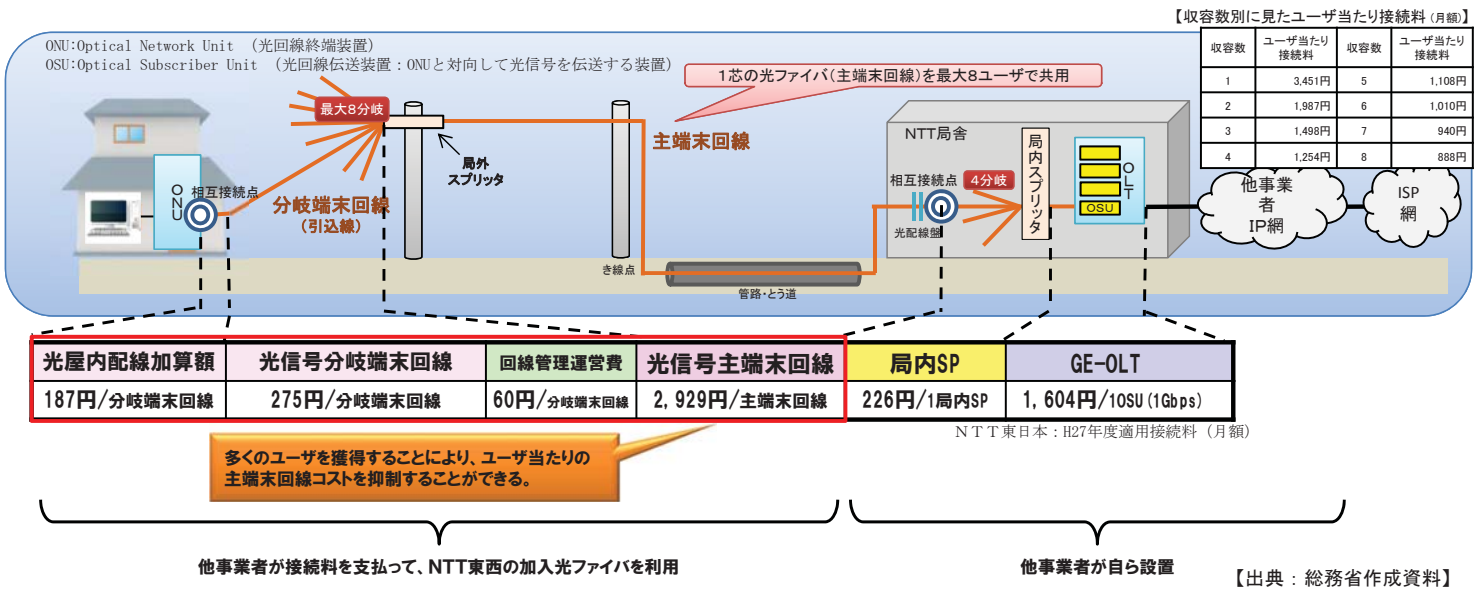 【収容数別に見たユーザ当たり接続料(月額)】
収容数 ユーザ当たり接続料 収容数 ユーザ当たり接続料
1 3,451円 5 1,108円
2 1,987円 6 1,010円
3 1,498円 7 940円
4 1,254円 8 888円
ONU:Optical Network Unit (光回線終端装置)
OSU:Optical Subscriber Unit (光回線伝送装置：ONUと対向して光信号を伝送する装置)
1芯の光ファイバ(主端末回線)を最大8ユーザで共用
最大8分岐
主端末回線
局外
スプリッタ
ONU
相互接続点
分岐端末回線
(引込線)
き線点
管路・とう道
NTT局舎
相互接続点
4分岐
光配線盤
局内スプリッタ
OLT
OSU
他事業
者
IP網
ISP
網
光屋内配線加算額 光信号分岐端末回線 回線管理運営費 光信号主端末回線 局内SP GE-OLT
187円/分岐端末回線 275円/分岐端末回線 60円/分岐端末回線 2,929円/主端末回線 226円/1局内SP 1,604円/1OSU(1Gbps)
NTT東日本：H27年度適用接続料（月額）
多くのユーザを獲得することにより、ユーザ当たりの
主端末回線コストを抑制することができる。
他事業者が接続料を支払って、NTT東西の加入光ファイバを利用
他事業者が自ら設置
【出典：総務省作成資料】